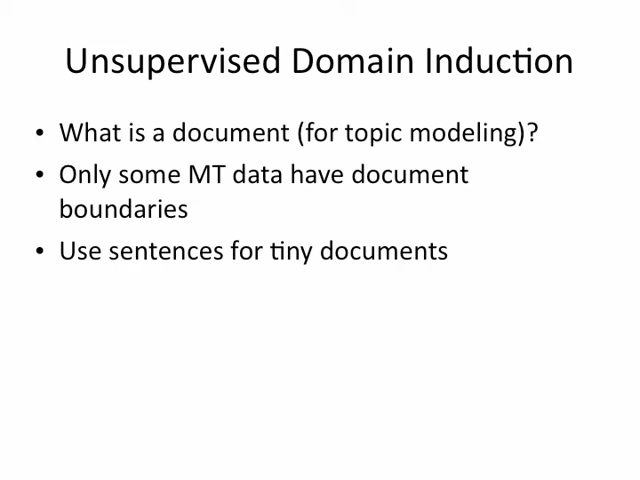 Unsupervised Domain Induction
• What is a document (for topic modeling)?
• Only some MT data have document
boundaries
• Use sentences for tiny documents